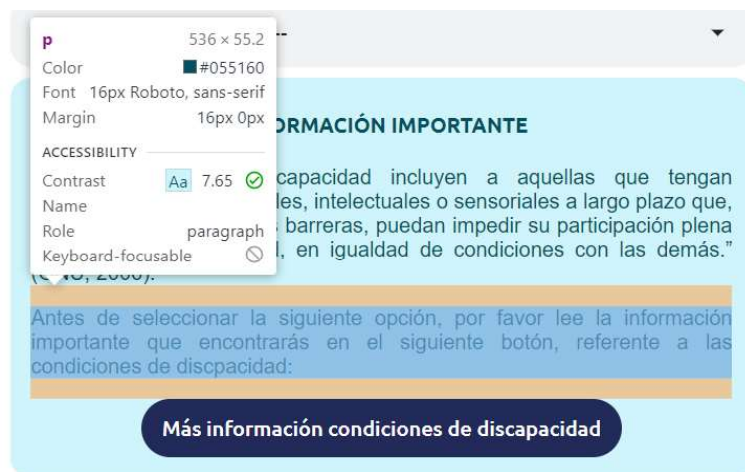 p 536 × 55.2
--
Color #055160
Font 16px Roboto, sans-serif
Margin 16px 0px
ACCESSIBILITY
Contrast Aa 7.65
Name
Role paragraph
Keyboard-focusable
ORMACIÓN IMPORTANTE
capacidad incluyen a aquellas que tengan
les, intelectuales o sensoriales a largo plazo que,
barreras, puedan impedir su participación plena
, en igualdad de condiciones con las demás.”
Antes de seleccionar la siguiente opción, por favor lee la información
importante que encontrarás en el siguiente botón, referente a las
condiciones de discpacidad:
Más información condiciones de discapacidad